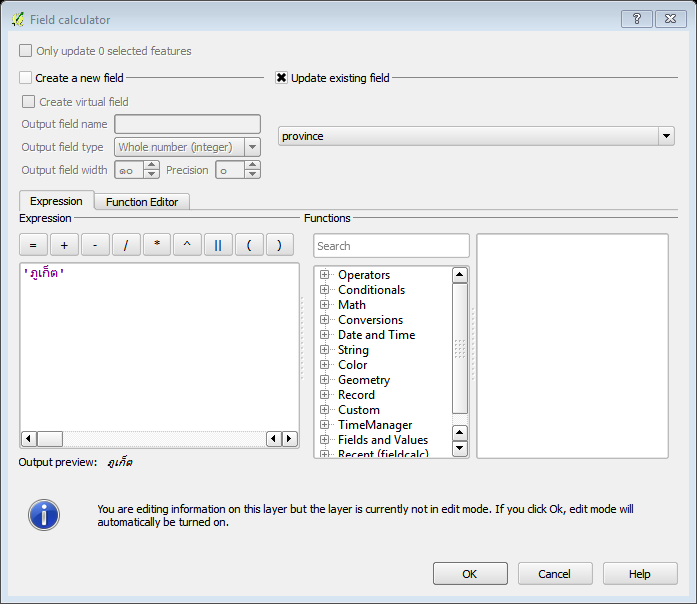 Field calculator
Only update 0 selected features
Create a new field
Update existing field
Create virtual field
Output field name
Output field type Whole number (integer)
province
Output field width ๑๐ Precision ๐
Expression Function Editor
Expression
Functions
= + - / * ^ || ( )
Search
'ภูเก็ต'
Operators
Conditionals
Math
Conversions
Date and Time
String
Color
Geometry
Record
Custom
TimeManager
Fields and Values
Recent (fieldcalc)
Output preview: ภูเก็ต
You are editing information on this layer but the layer is currently not in edit mode. If you click Ok, edit mode will
automatically be turned on.
OK Cancel Help